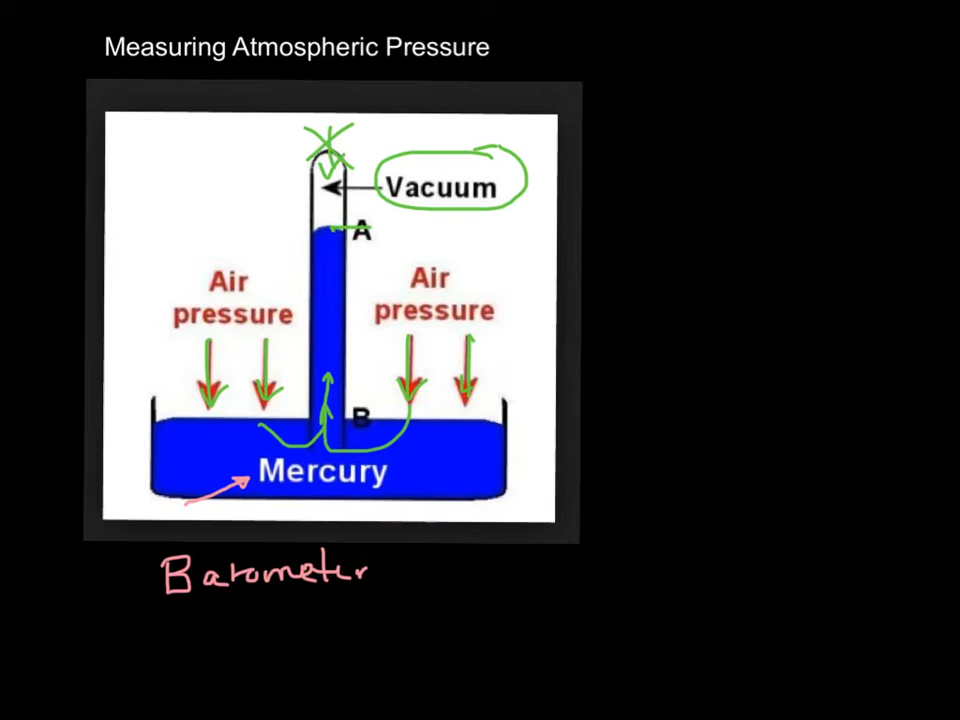 Measuring Atmospheric Pressure
Vacuum
A
Air
pressure
Air
pressure
B
Mercury
Barometer